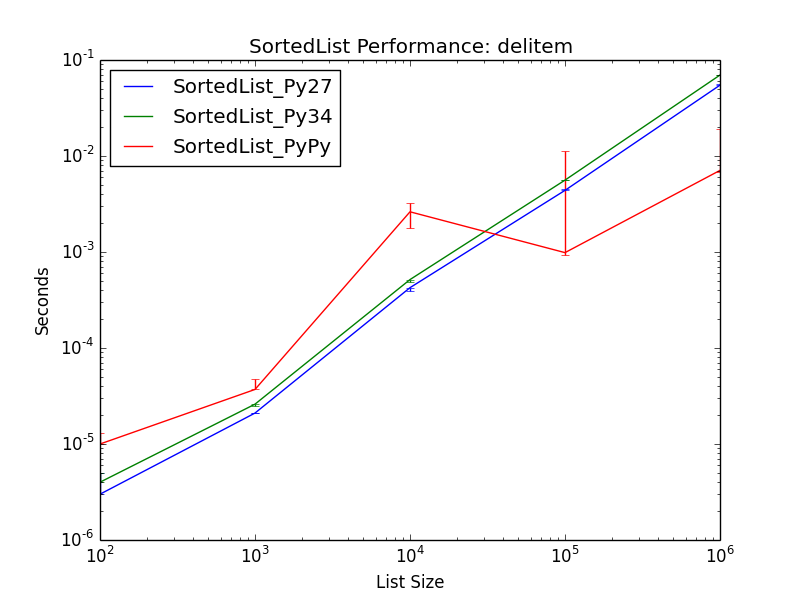 SortedList Performance: delitem
10^-1
SortedList_Py27
SortedList_Py34
SortedList_PyPy
10^-2
10^-3
Seconds
10^-4
10^-5
10^-6
10^2 10^3 10^4 10^5 10^6
List Size